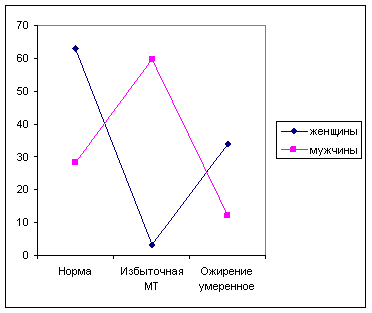 70
60
50
40
30
20
10
0
Норма
Избыточная
МТ
Ожирение
умеренное
женщины
мужчины